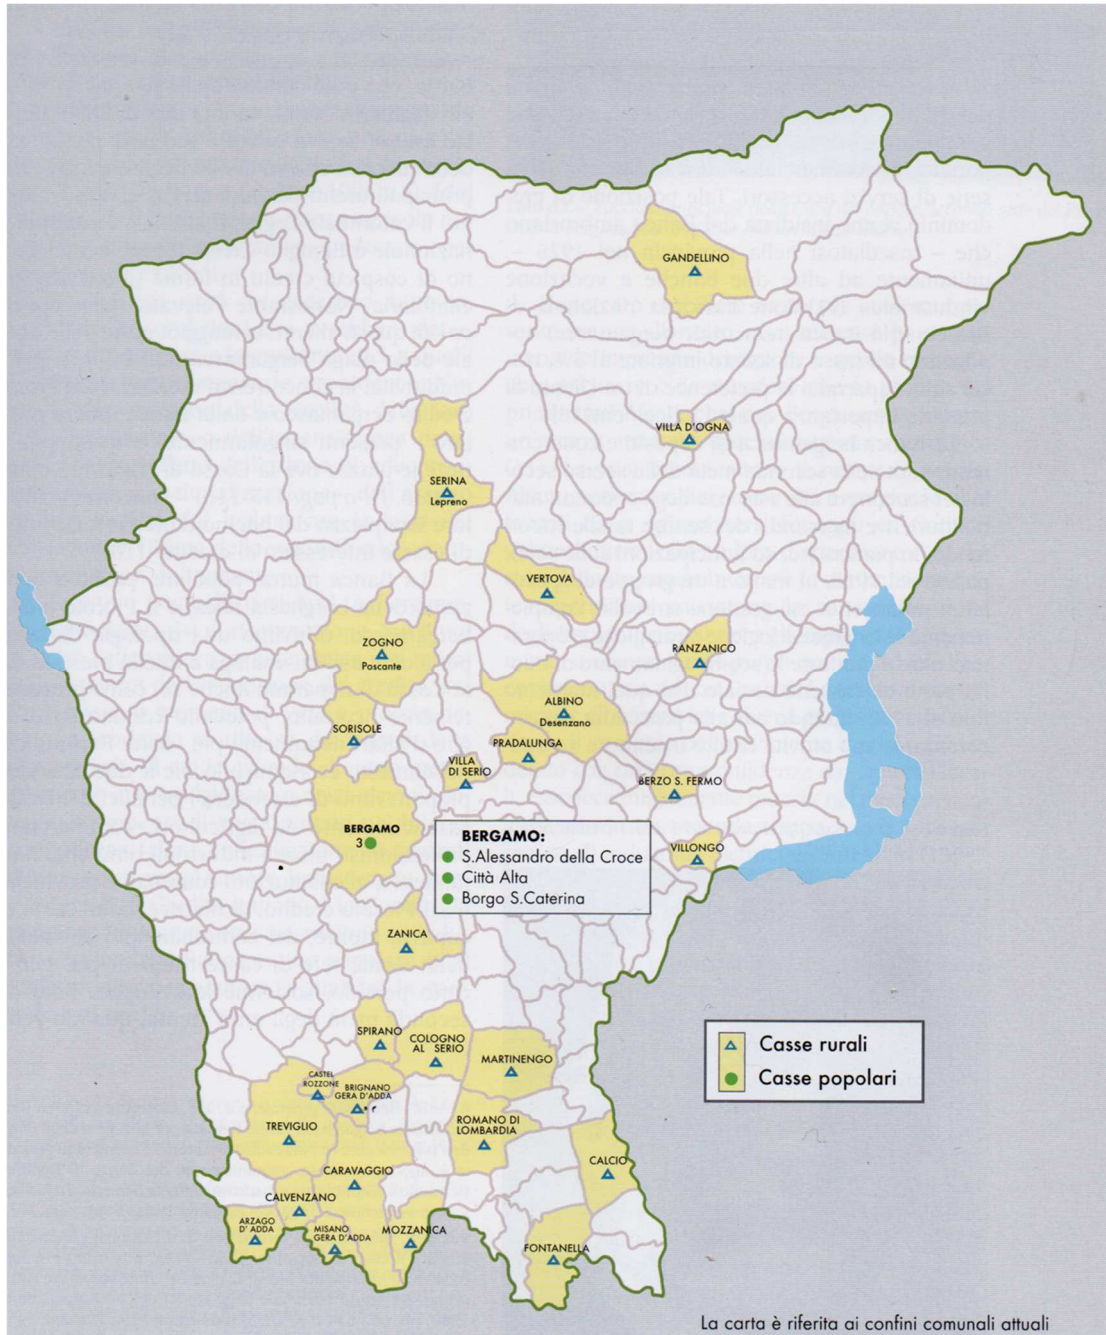 GANDELLINO
VILLA D'OGNA
SERINA
Lepreno
VERTOVA
ZOGNO
Poscante
RANZANICO
ALBINO
Desenzano
SORISOLE
PRADALUNGA
VILLA
DI SERIO
BERZO S. FERMO
BERGAMO
3
BERGAMO:
S.Alessandro della Croce
Città Alta
Borgo S.Caterina
VILLONGO
ZANICA
SPIRANO
COLOGNO
AL SERIO
MARTINENGO
Casse rurali
Casse popolari
CASTEL
ROZZONE
BRIGNANO
GERA D'ADDA
TREVIGLIO
ROMANO DI
LOMBARDIA
CALCIO
CARAVAGGIO
CALVENZANO
ARZAGO
D' ADDA
MISANO
GERA D'ADDA
MOZZANICA
FONTANELLA
La carta è riferita ai confini comunali attuali